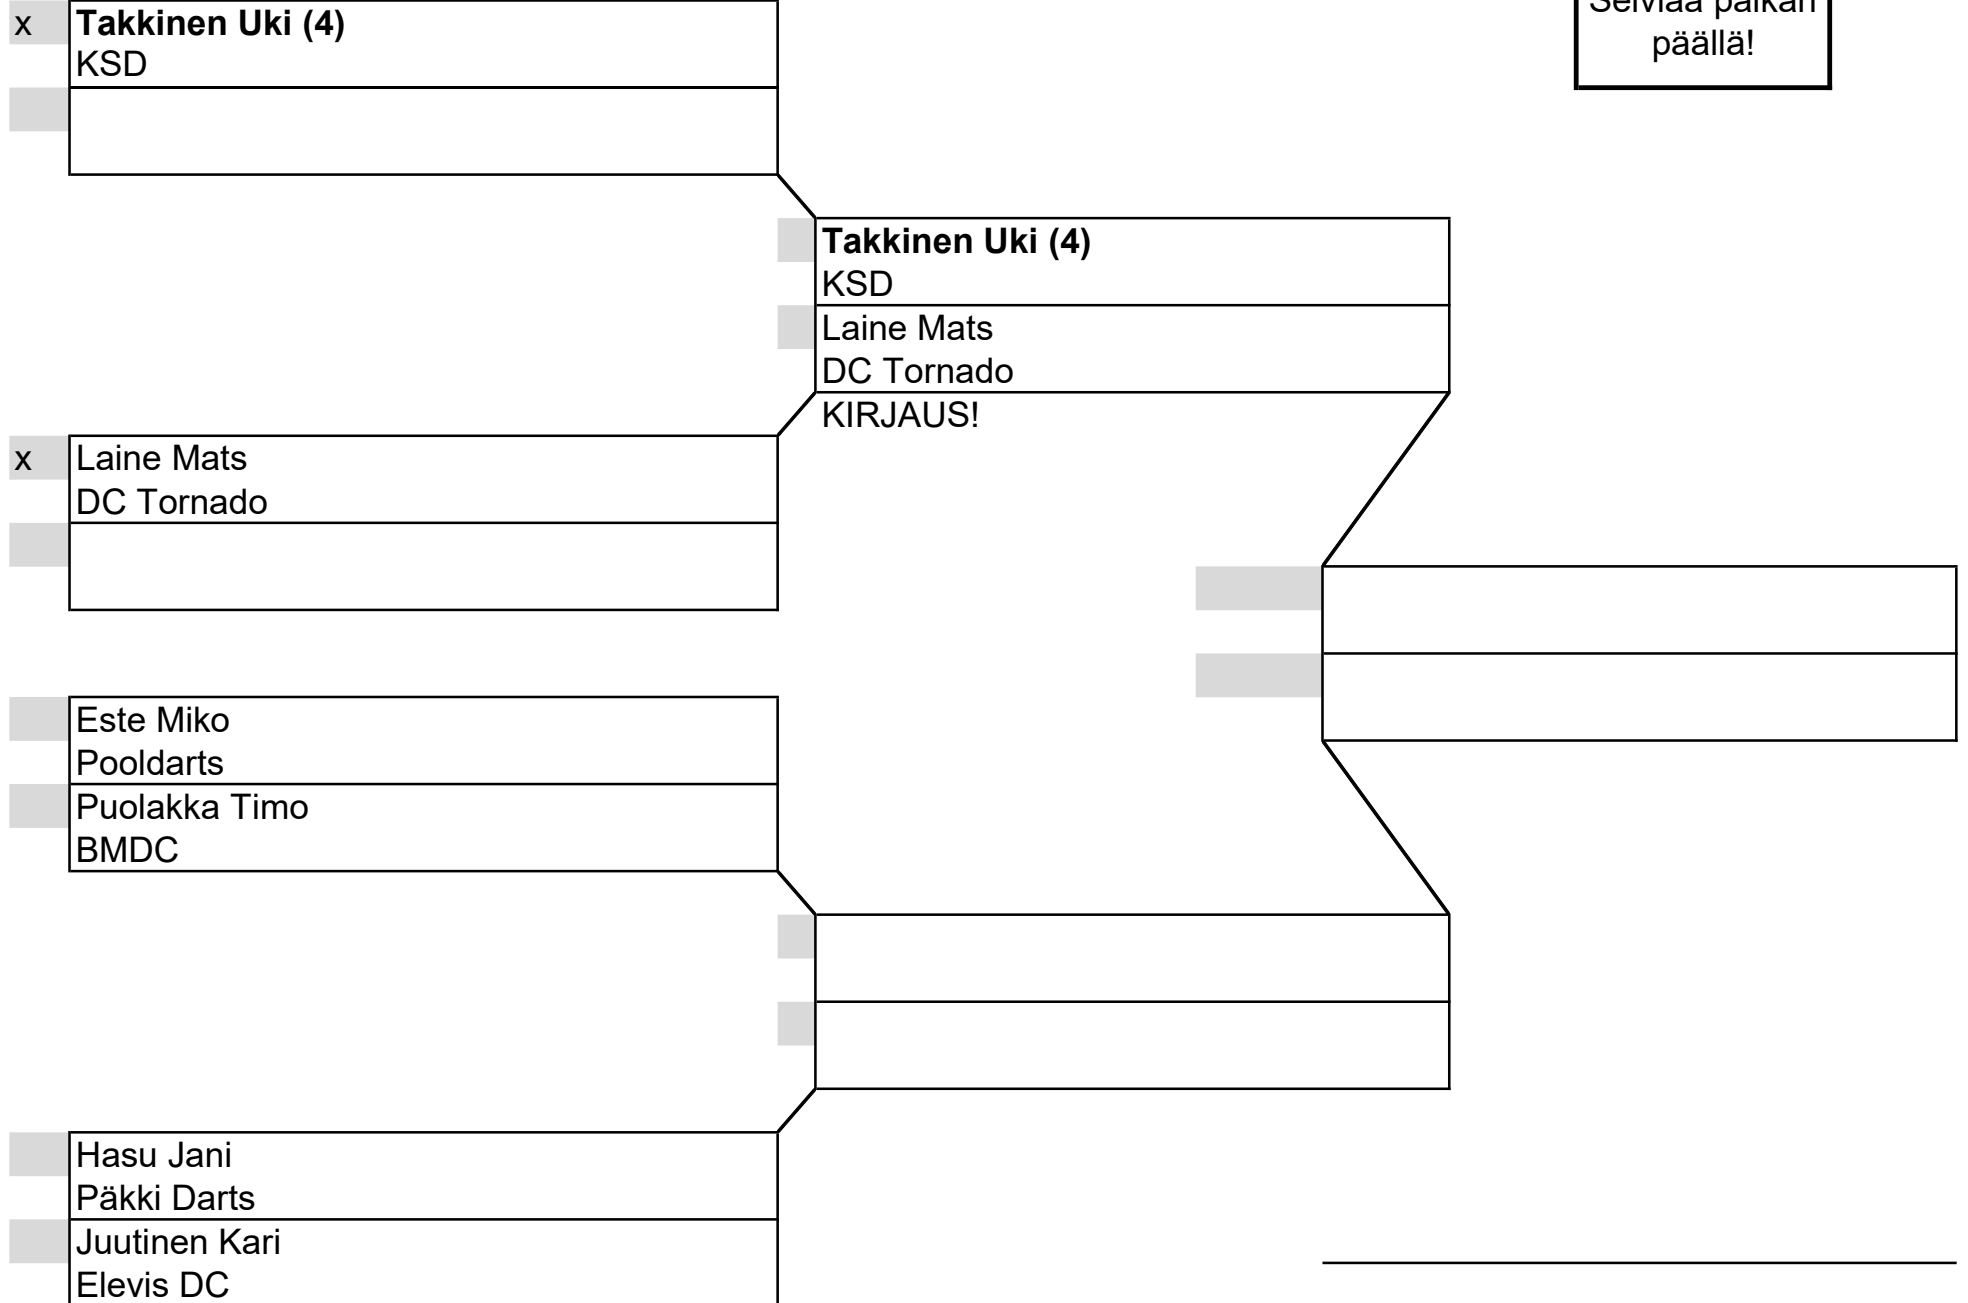 x Takkinen Uki (4)
KSD
päällä!
Takkinen Uki (4)
KSD
Laine Mats
DC Tornado
KIRJAUS!
x Laine Mats
DC Tornado
Este Miko
Pooldarts
Puolakka Timo
BMDC
Hasu Jani
Päkki Darts
Juutinen Kari
Elevis DC